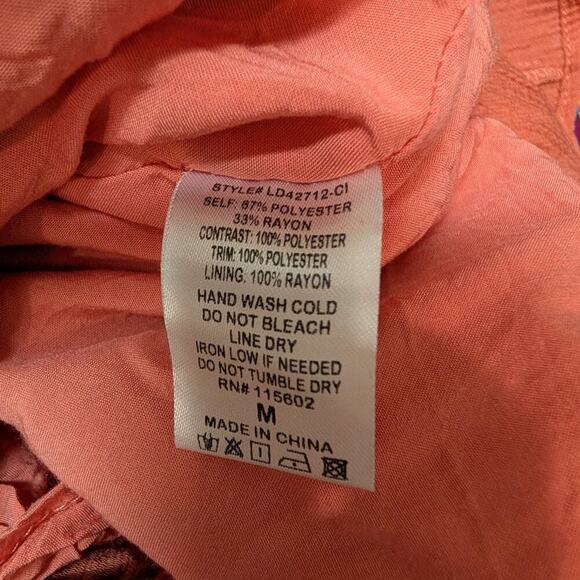 STYLE# LD42712-CI
SELF: 67% POLYESTER
33% RAYON
CONTRAST: 100% POLYESTER
TRIM: 100% POLYESTER
LINING: 100% RAYON
HAND WASH COLD
DO NOT BLEACH
LINE DRY
IRON LOW IF NEEDED
DO NOT TUMBLE DRY
RN# 115602
M
MADE IN CHINA